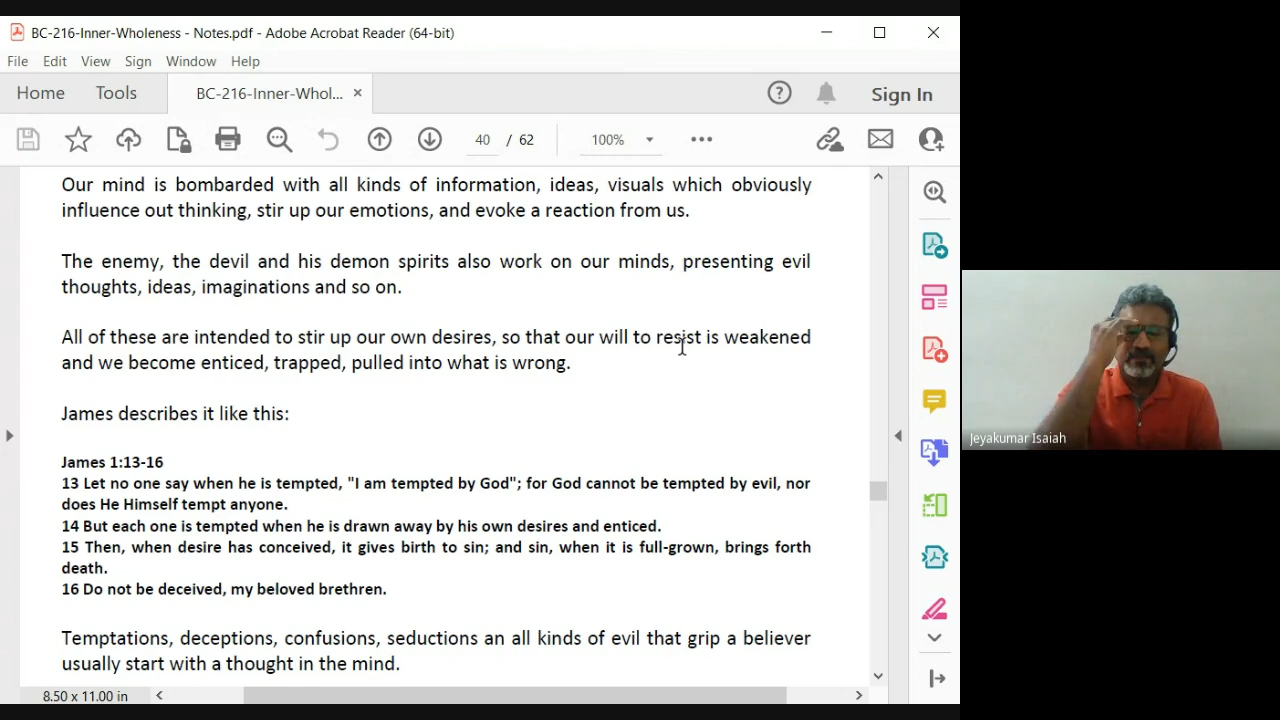 BC-216-Inner-Wholeness - Notes.pdf - Adobe Acrobat Reader (64-bit)
File Edit View Sign Window Help
Home Tools BC-216-Inner-Whol... × Sign In
40 / 62 100%
Our mind is bombarded with all kinds of information, ideas, visuals which obviously
influence out thinking, stir up our emotions, and evoke a reaction from us.
The enemy, the devil and his demon spirits also work on our minds, presenting evil
thoughts, ideas, imaginations and so on.
All of these are intended to stir up our own desires, so that our will to resist is weakened
and we become enticed, trapped, pulled into what is wrong.
James describes it like this:
James 1:13-16
13 Let no one say when he is tempted, "I am tempted by God"; for God cannot be tempted by evil, nor
does He Himself tempt anyone.
14 But each one is tempted when he is drawn away by his own desires and enticed.
15 Then, when desire has conceived, it gives birth to sin; and sin, when it is full-grown, brings forth
death.
16 Do not be deceived, my beloved brethren.
Temptations, deceptions, confusions, seductions an all kinds of evil that grip a believer
usually start with a thought in the mind.
8.50 x 11.00 in
Jeyakumar Isaiah